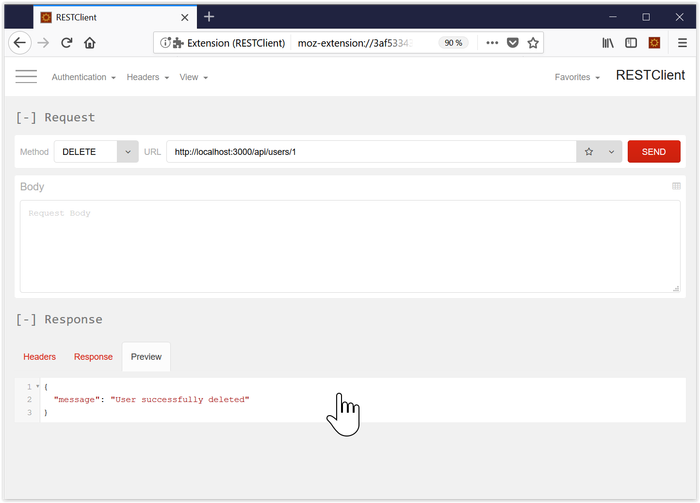 RESTClient
Extension (RESTClient) moz-extension://3af53343 90 %
Authentication Headers View Favorites RESTClient
[-] Request
Method DELETE URL http://localhost:3000/api/users/1 SEND
Body
Request Body
[-] Response
Headers Response Preview
1 {
2 "message": "User successfully deleted"
3 }